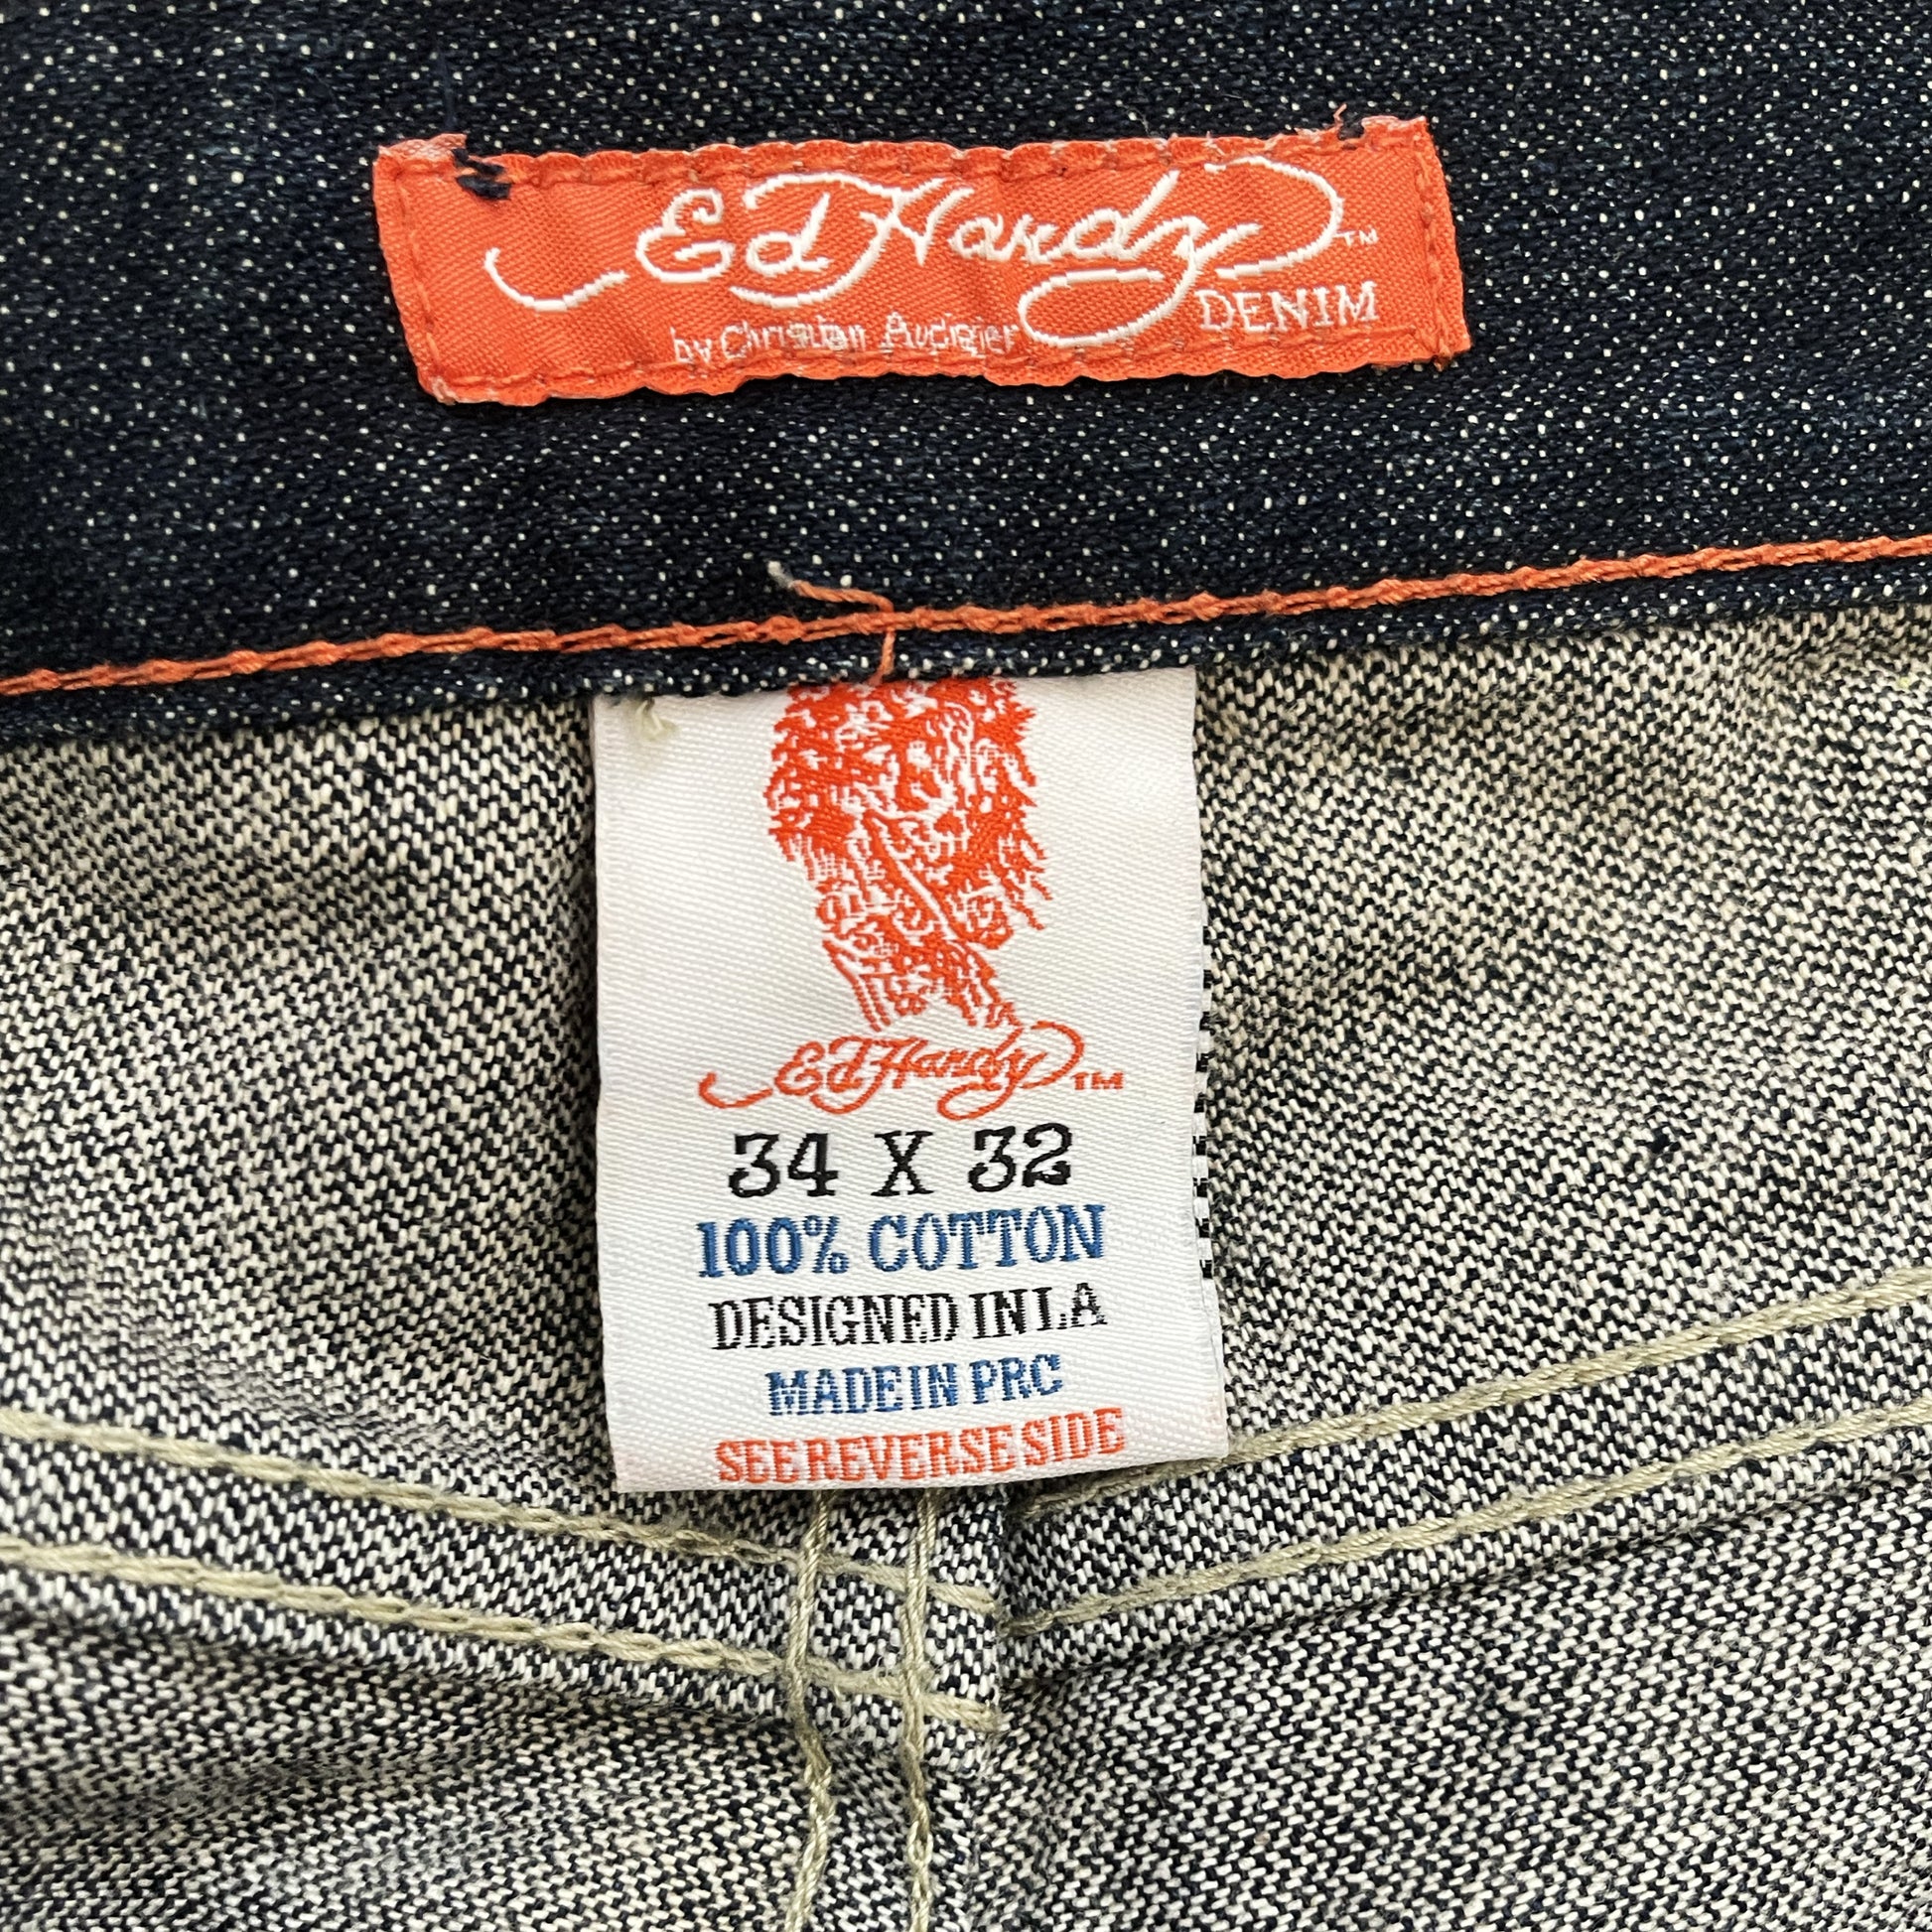 Ed Hardy™
DENIM
by Christian Audigier
Ed Hardy™
34 X 32
100% COTTON
DESIGNED IN LA
MADE IN PRC
SEE REVERSE SIDE